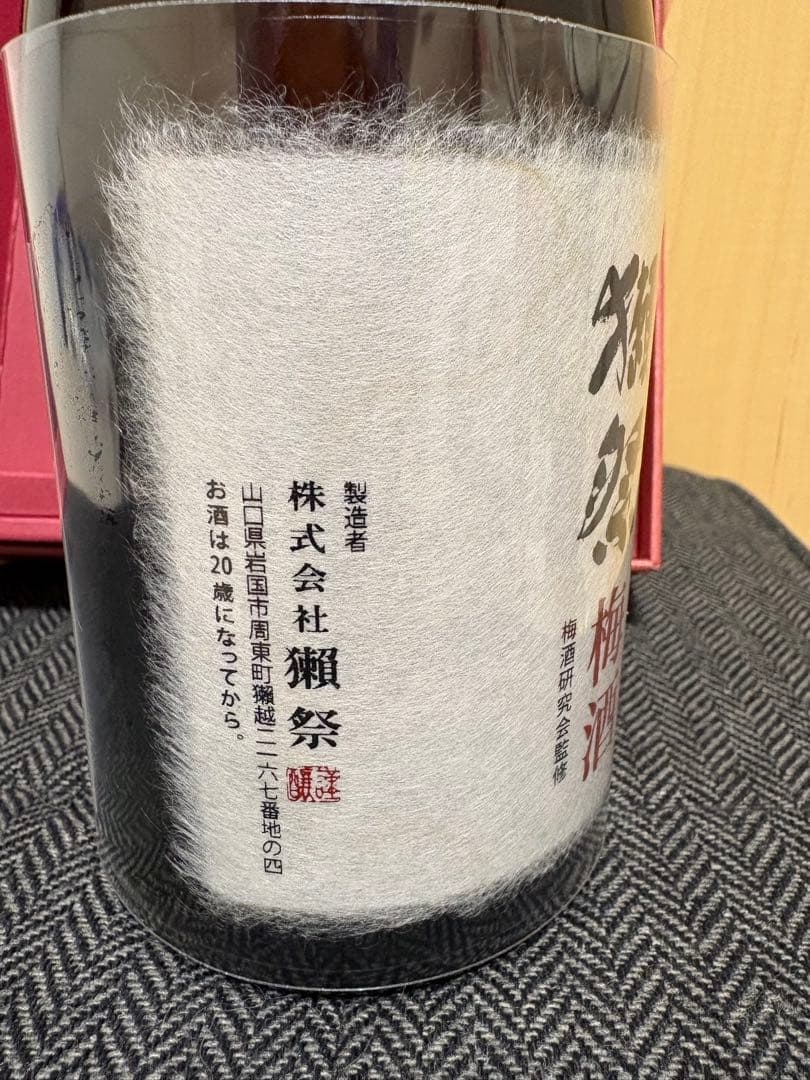 獺祭
梅酒
梅酒研究会監修
製造者
株式会社獺祭
謹醸
山口県岩国市周東町獺越二一六七番地の四
お酒は20歳になってから。